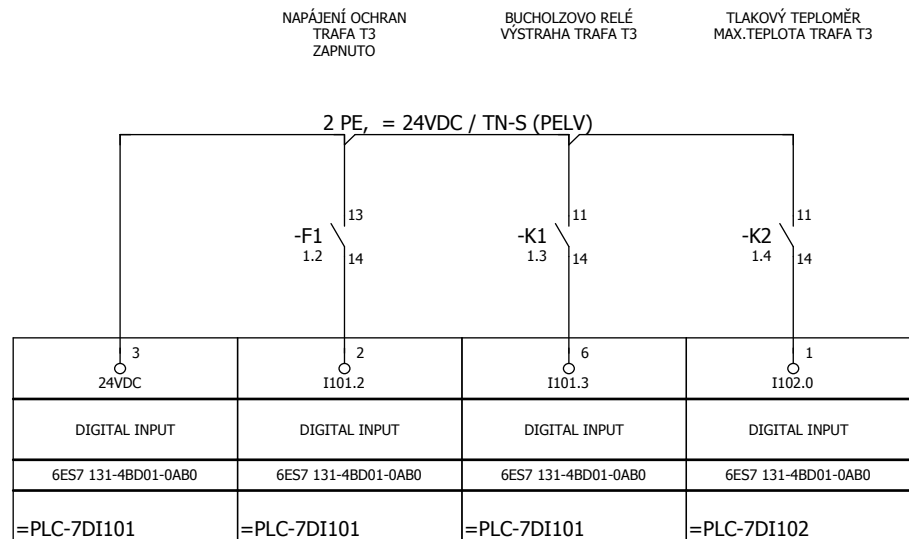 NAPÁJENÍ OCHRAN
TRAFA T3
ZAPNUTO
BUCHOLZOVO RELÉ
VÝSTRAHA TRAFA T3
TLAKOVÝ TEPLOMĚR
MAX.TEPLOTA TRAFA T3
2 PE, = 24VDC / TN-S (PELV)
13
-F1
1.2
14
11
-K1
1.3
14
11
-K2
1.4
14
3
24VDC
2
I101.2
6
I101.3
1
I102.0
DIGITAL INPUT
DIGITAL INPUT
DIGITAL INPUT
DIGITAL INPUT
6ES7 131-4BD01-0AB0
6ES7 131-4BD01-0AB0
6ES7 131-4BD01-0AB0
6ES7 131-4BD01-0AB0
=PLC-7DI101
=PLC-7DI101
=PLC-7DI101
=PLC-7DI102